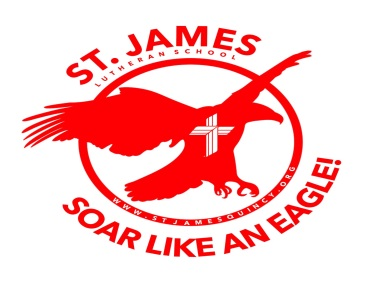 ST. JAMES
LUTHERAN SCHOOL
WWW.STJAMESQUINCY.ORG
SOAR LIKE AN EAGLE!